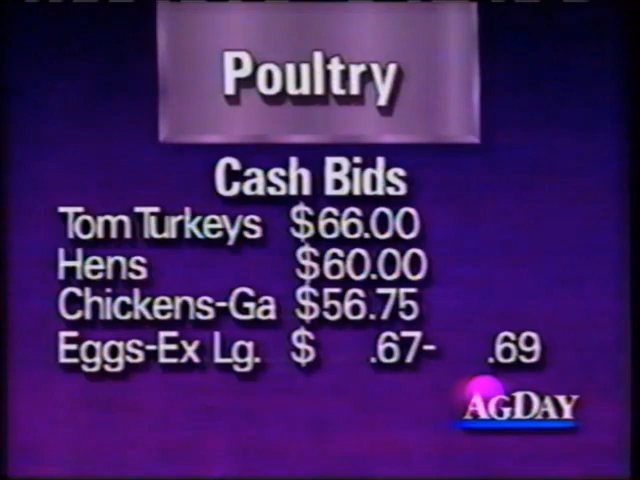 Poultry
Cash Bids
Tom Turkeys $66.00
Hens $60.00
Chickens-Ga $56.75
Eggs-Ex Lg. $ .67- .69
AGDAY